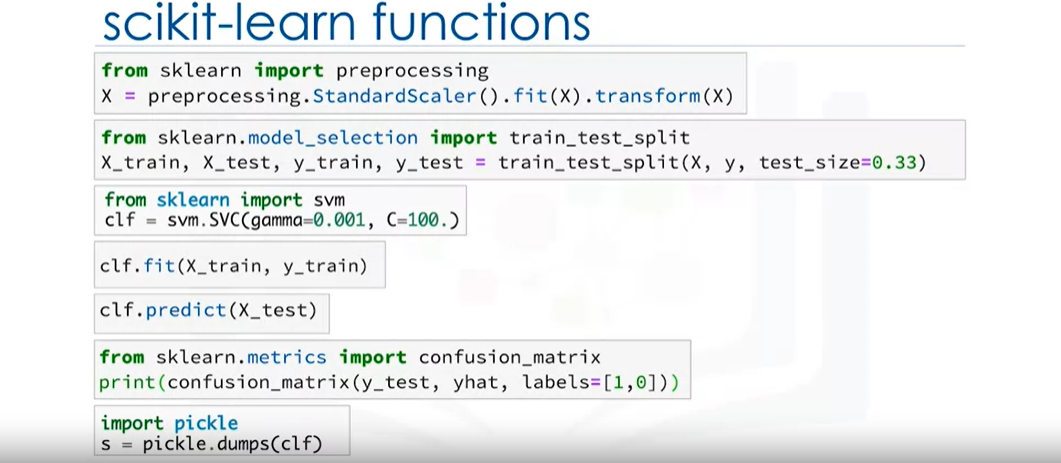 scikit-learn functions
from sklearn import preprocessing
X = preprocessing.StandardScaler().fit(X).transform(X)
from sklearn.model_selection import train_test_split
X_train, X_test, y_train, y_test = train_test_split(X, y, test_size=0.33)
from sklearn import svm
clf = svm.SVC(gamma=0.001, C=100.)
clf.fit(X_train, y_train)
clf.predict(X_test)
from sklearn.metrics import confusion_matrix
print(confusion_matrix(y_test, yhat, labels=[1,0]))
import pickle
s = pickle.dumps(clf)